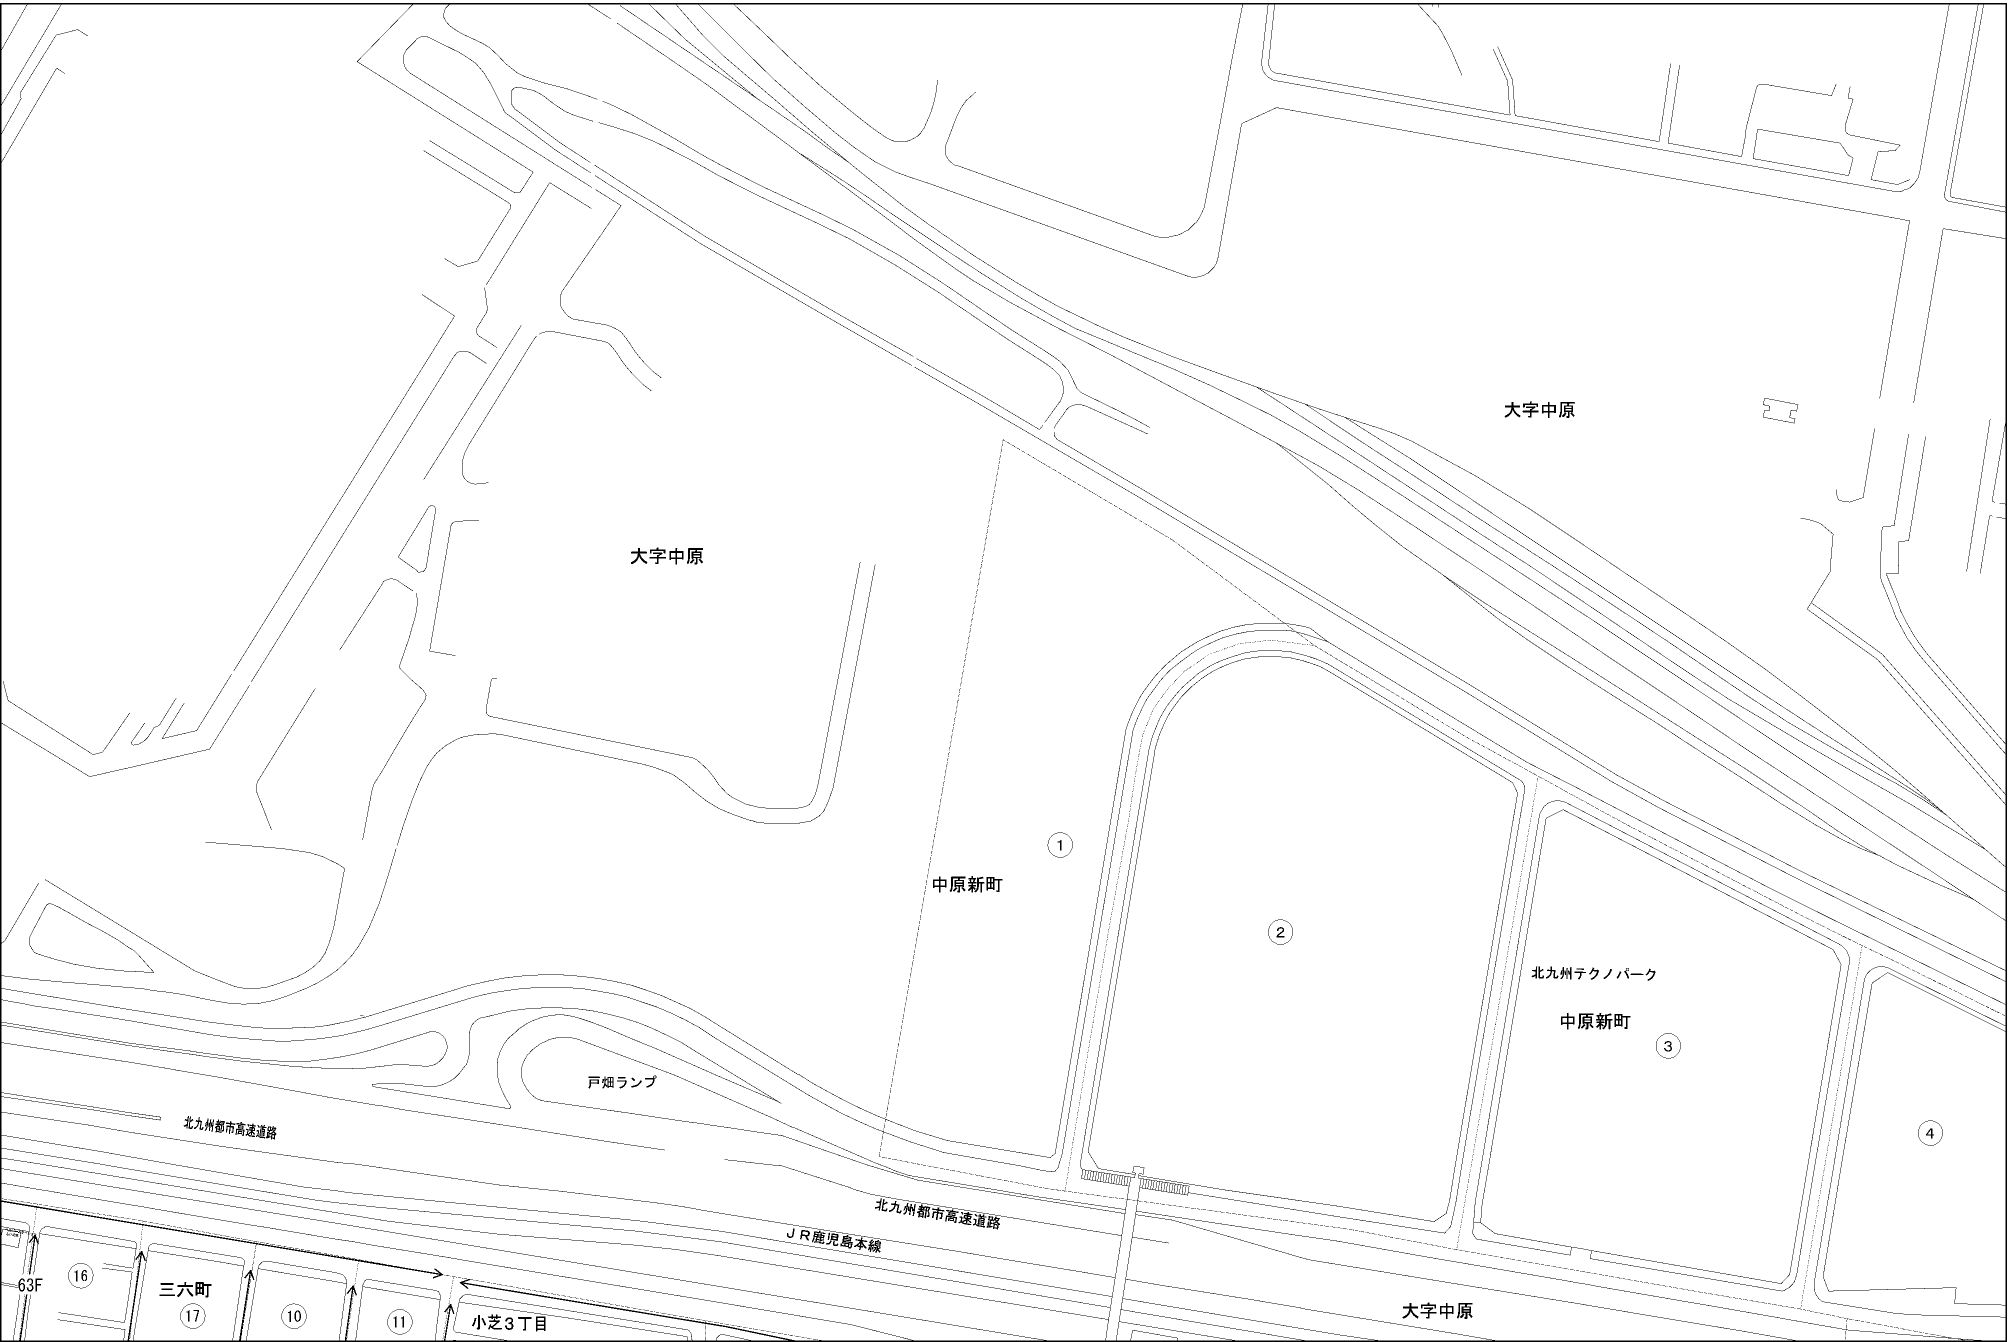 大字中原
大字中原
①
中原新町
②
北九州テクノパーク
中原新町
③
戸畑ランプ
④
北九州都市高速道路
北九州都市高速道路
JR鹿児島本線
63F
⑯
三六町
⑰
⑩
⑪
小芝3丁目
大字中原